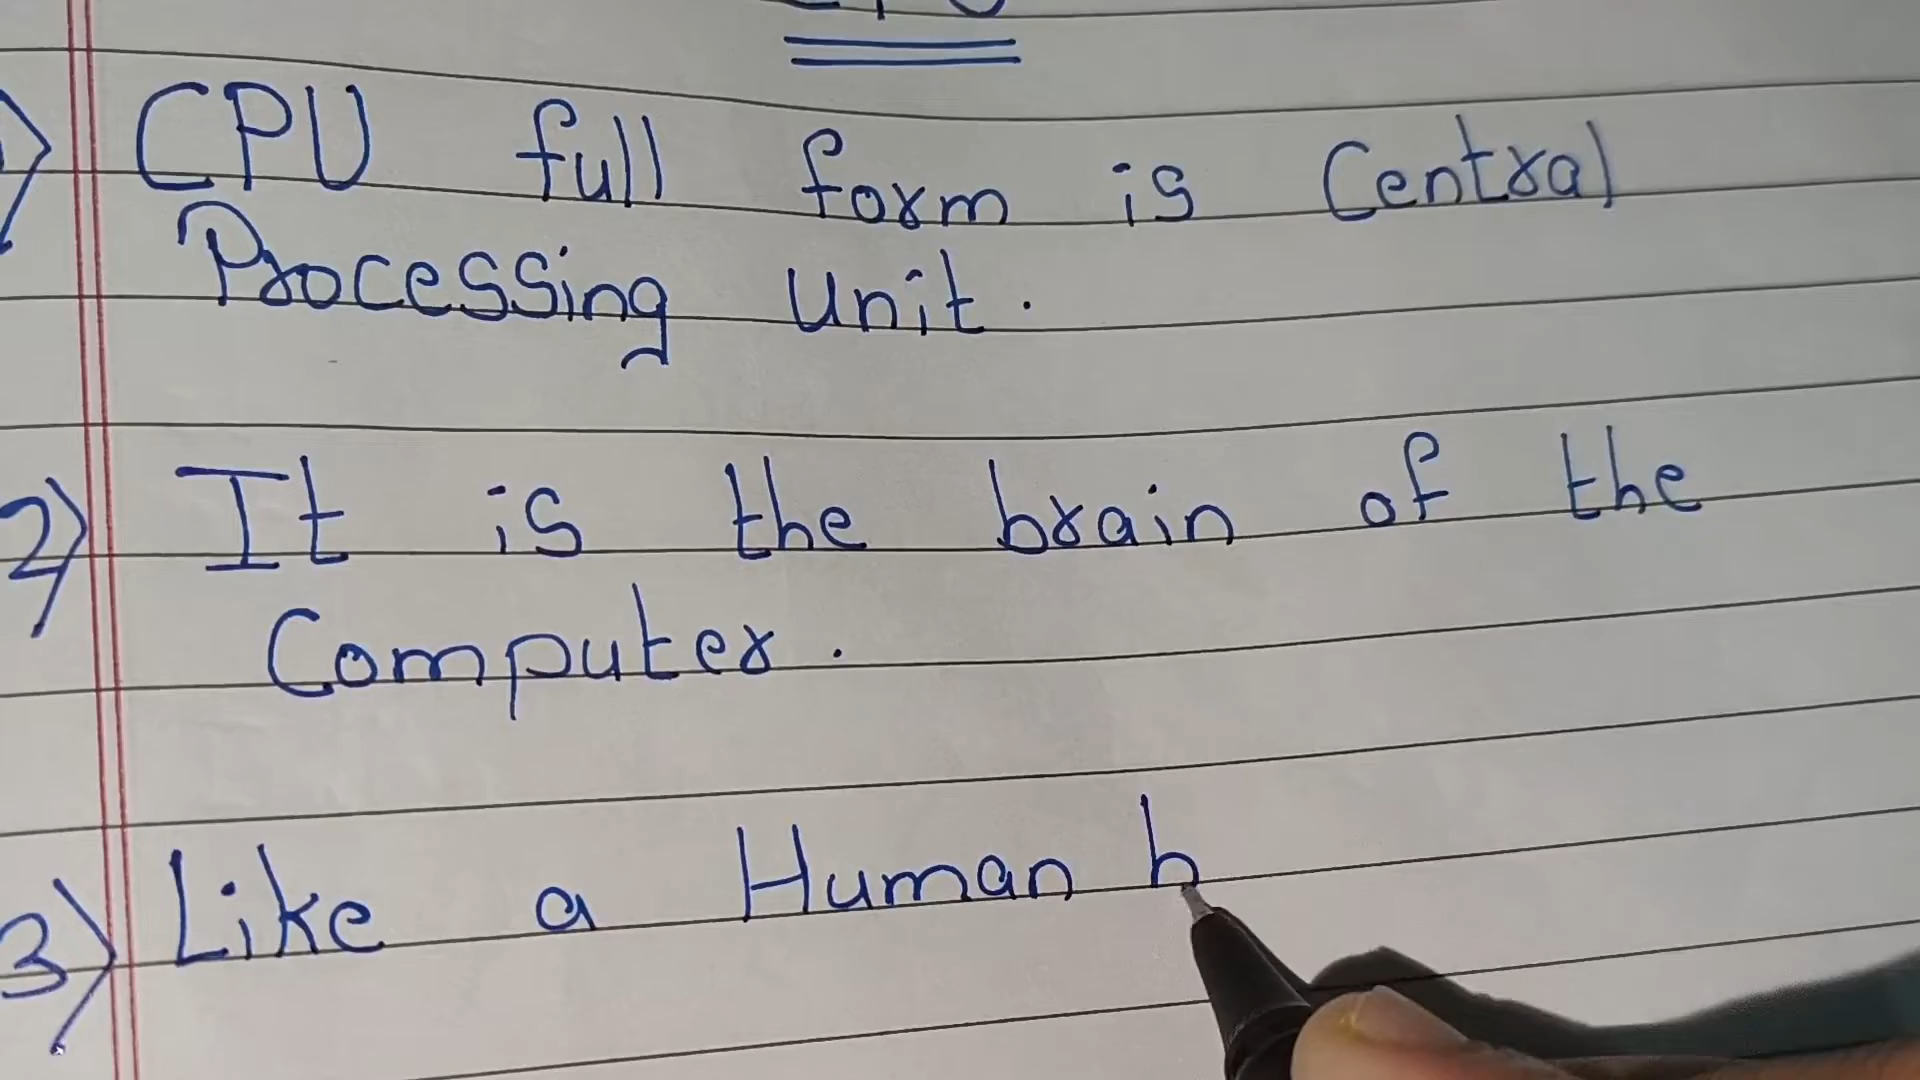 1) CPU full form is Central
Processing unit.
2) It is the brain of the
Computer.
3) Like a Human